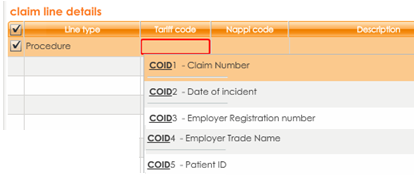 claim line details
Line type Tariff code Nappi code Description
Procedure
COID1 - Claim Number
COID2 - Date of incident
COID3 - Employer Registration number
COID4 - Employer Trade Name
COID5 - Patient ID